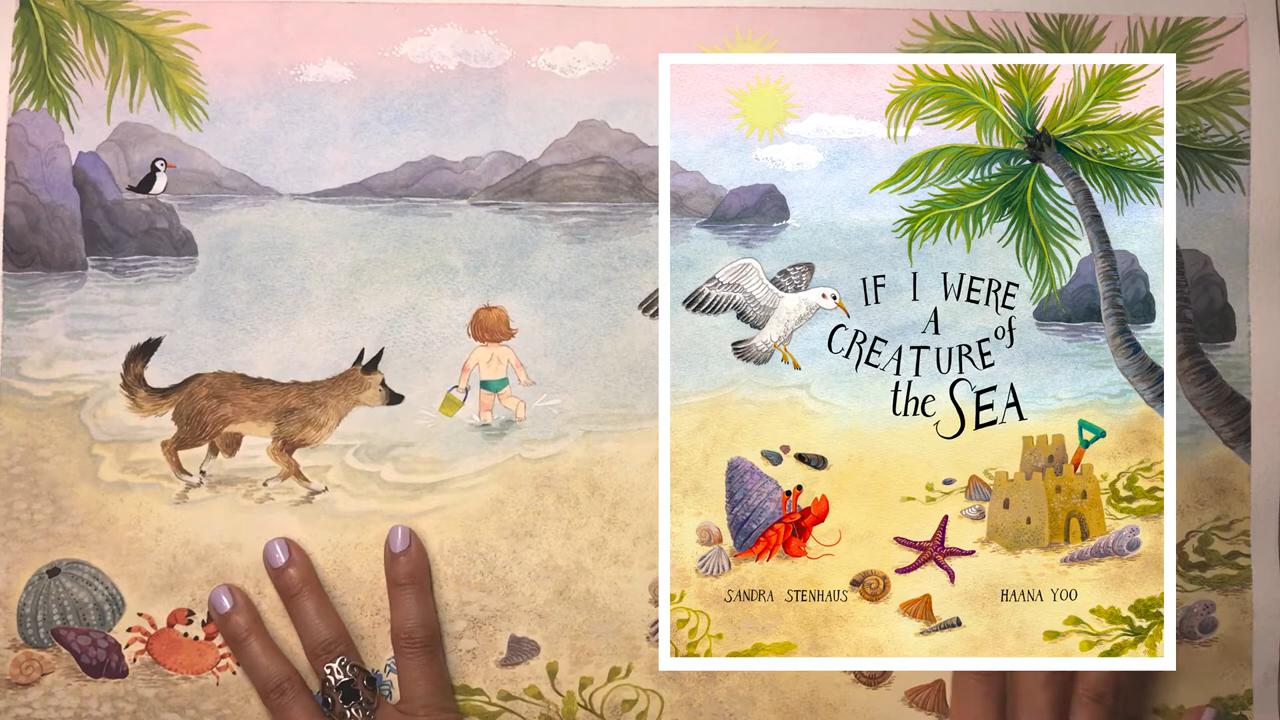 IF I WERE
A
CREATURE of
the SEA
SANDRA STENHAUS
HAANA YOO